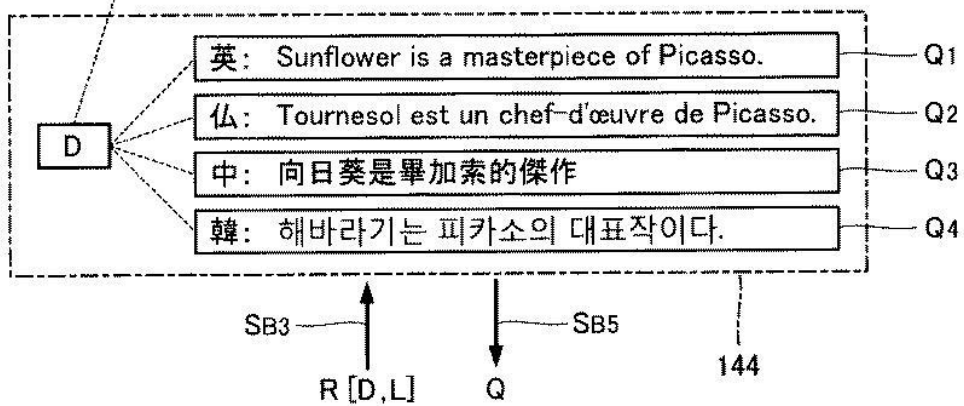 英: Sunflower is a masterpiece of Picasso. Q1
仏: Tournesol est un chef-d'œuvre de Picasso. Q2
D
中: 向日葵是畢加索的傑作 Q3
韓: 해바라기는 피카소의 대표작이다. Q4
SB3 SB5
144
R [D,L] Q